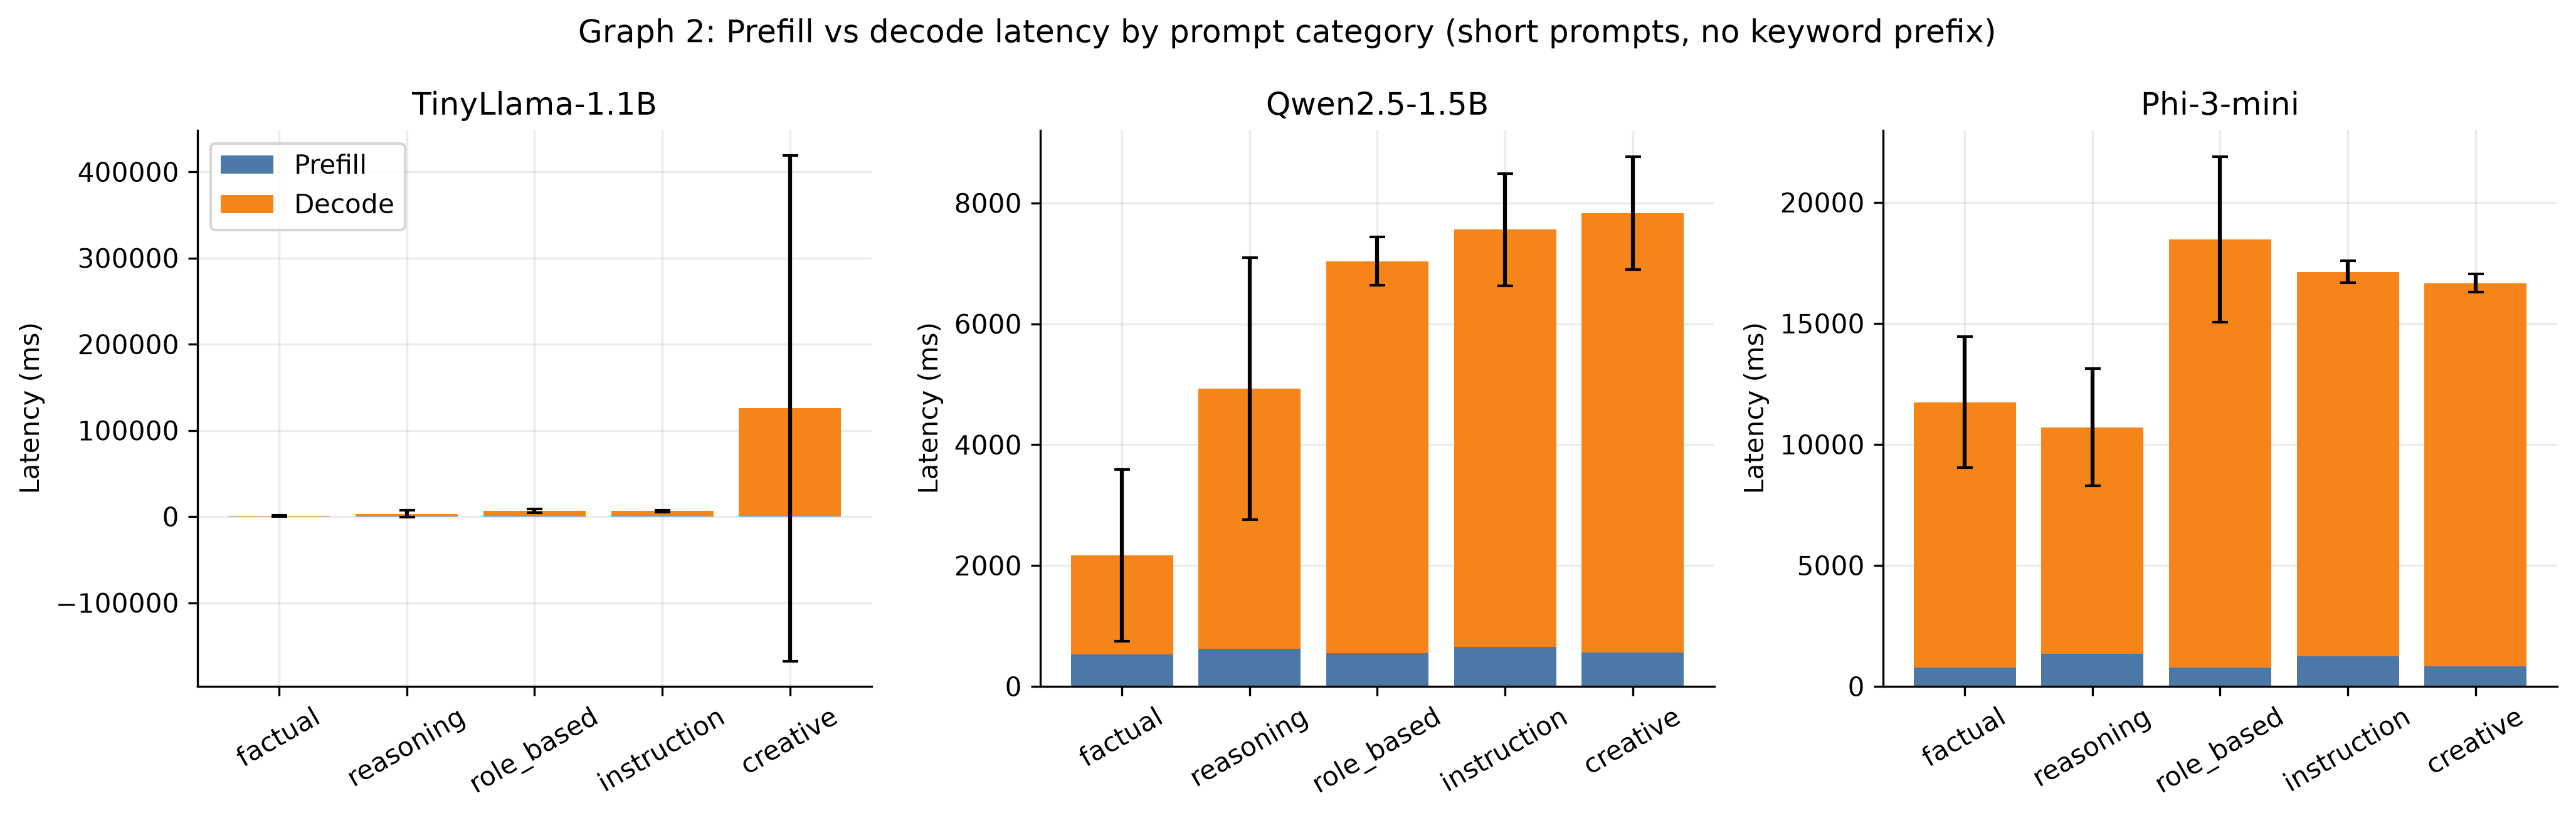 Graph 2: Prefill vs decode latency by prompt category (short prompts, no keyword prefix)
TinyLlama-1.1B
Latency (ms)
400000
300000
200000
100000
0
−100000
Prefill
Decode
factual
reasoning
role_based
instruction
creative
Qwen2.5-1.5B
Latency (ms)
8000
6000
4000
2000
0
factual
reasoning
role_based
instruction
creative
Phi-3-mini
Latency (ms)
20000
15000
10000
5000
0
factual
reasoning
role_based
instruction
creative